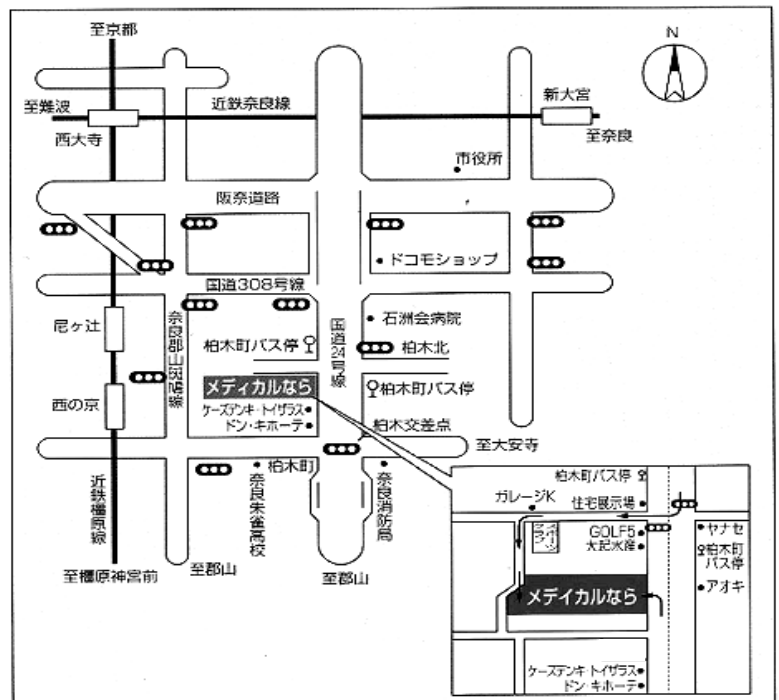 至京都
N
至難波
近鉄奈良線
新大宮
西大寺
至奈良
市役所
阪奈道路
ドコモショップ
国道308号線
尼ヶ辻
奈良郡山斑鳩線
柏木町バス停
国道24号線
石洲会病院
柏木北
西の京
メディカルなら
柏木町バス停
ケーズデンキ・トイザラス
ドン・キホーテ
柏木交差点
至大安寺
近鉄橿原線
柏木町
奈良朱雀高校
奈良消防局
至橿原神宮前
至郡山
至郡山
柏木町バス停
ガレージK
住宅展示場
GOLF5
大起水産
ヤナセ
柏木町
バス停
アオキ
メデイカルなら
ケーズデンキ・トイザラス
ドン・キホーテ